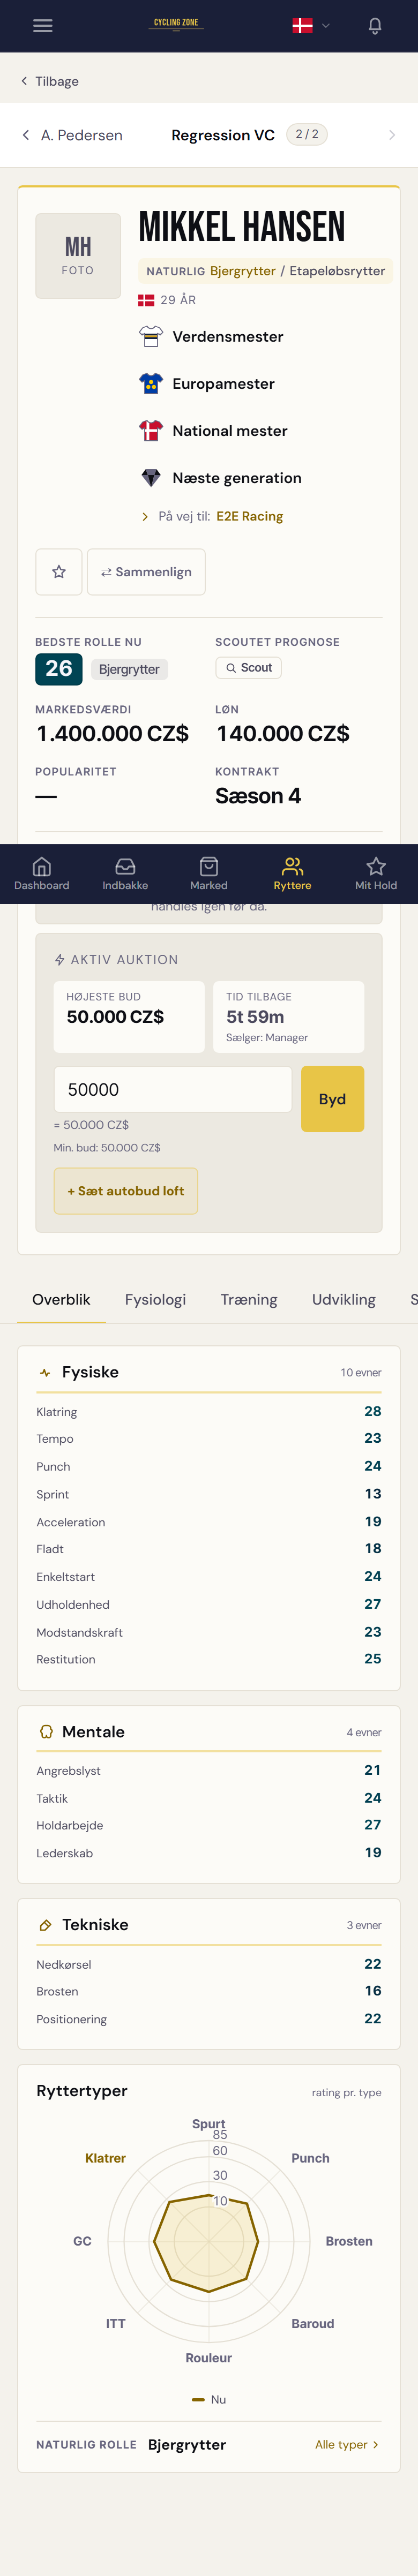 CYCLING ZONE
Tilbage
A. Pedersen Regression VC 2 / 2
MH
FOTO
MIKKEL HANSEN
NATURLIG Bjergrytter / Etapeløbsrytter
29 ÅR
Verdensmester
Europamester
National mester
Næste generation
På vej til: E2E Racing
Sammenlign
BEDSTE ROLLE NU
26 Bjergrytter
SCOUTET PROGNOSE
Scout
MARKEDSVÆRDI
1.400.000 CZ$
LØN
140.000 CZ$
POPULARITET
—
KONTRAKT
Sæson 4
Dashboard Indbakke Marked Ryttere Mit Hold
handles igen før da.
AKTIV AUKTION
HØJESTE BUD
50.000 CZ$
TID TILBAGE
5t 59m
Sælger: Manager
50000
Byd
= 50.000 CZ$
Min. bud: 50.000 CZ$
+ Sæt autobud loft
Overblik Fysiologi Træning Udvikling S
Fysiske 10 evner
Klatring 28
Tempo 23
Punch 24
Sprint 13
Acceleration 19
Fladt 18
Enkeltstart 24
Udholdenhed 27
Modstandskraft 23
Restitution 25
Mentale 4 evner
Angrebslyst 21
Taktik 24
Holdarbejde 27
Lederskab 19
Tekniske 3 evner
Nedkørsel 22
Brosten 16
Positionering 22
Ryttertyper rating pr. type
Spurt
85
60
30
10
Klatrer
Punch
GC
Brosten
ITT
Baroud
Rouleur
Nu
NATURLIG ROLLE Bjergrytter Alle typer